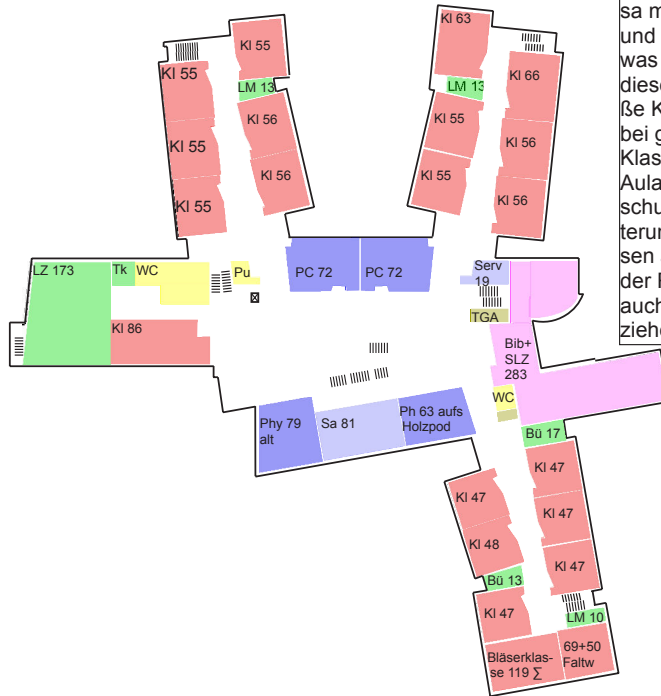 sa m
und
was
diese
ße K
bei g
Klas
Aula
schu
terun
sen a
der F
auch
ziehe
Kl 55
LM 13
Kl 55
Kl 56
Kl 55
Kl 56
Kl 55
Kl 63
LM 13
Kl 66
Kl 55
Kl 56
Kl 55
Kl 56
LZ 173
Tk
WC
Pu
PC 72
PC 72
Serv
19
TGA
Kl 86
Bib+
SLZ
283
WC
Phy 79
alt
Sa 81
Ph 63 aufs
Holzpod
Bü 17
Kl 47
Kl 47
Kl 47
Kl 48
Kl 47
Bü 13
Kl 47
LM 10
Bläserklas-
se 119 ∑
69+50
Faltw